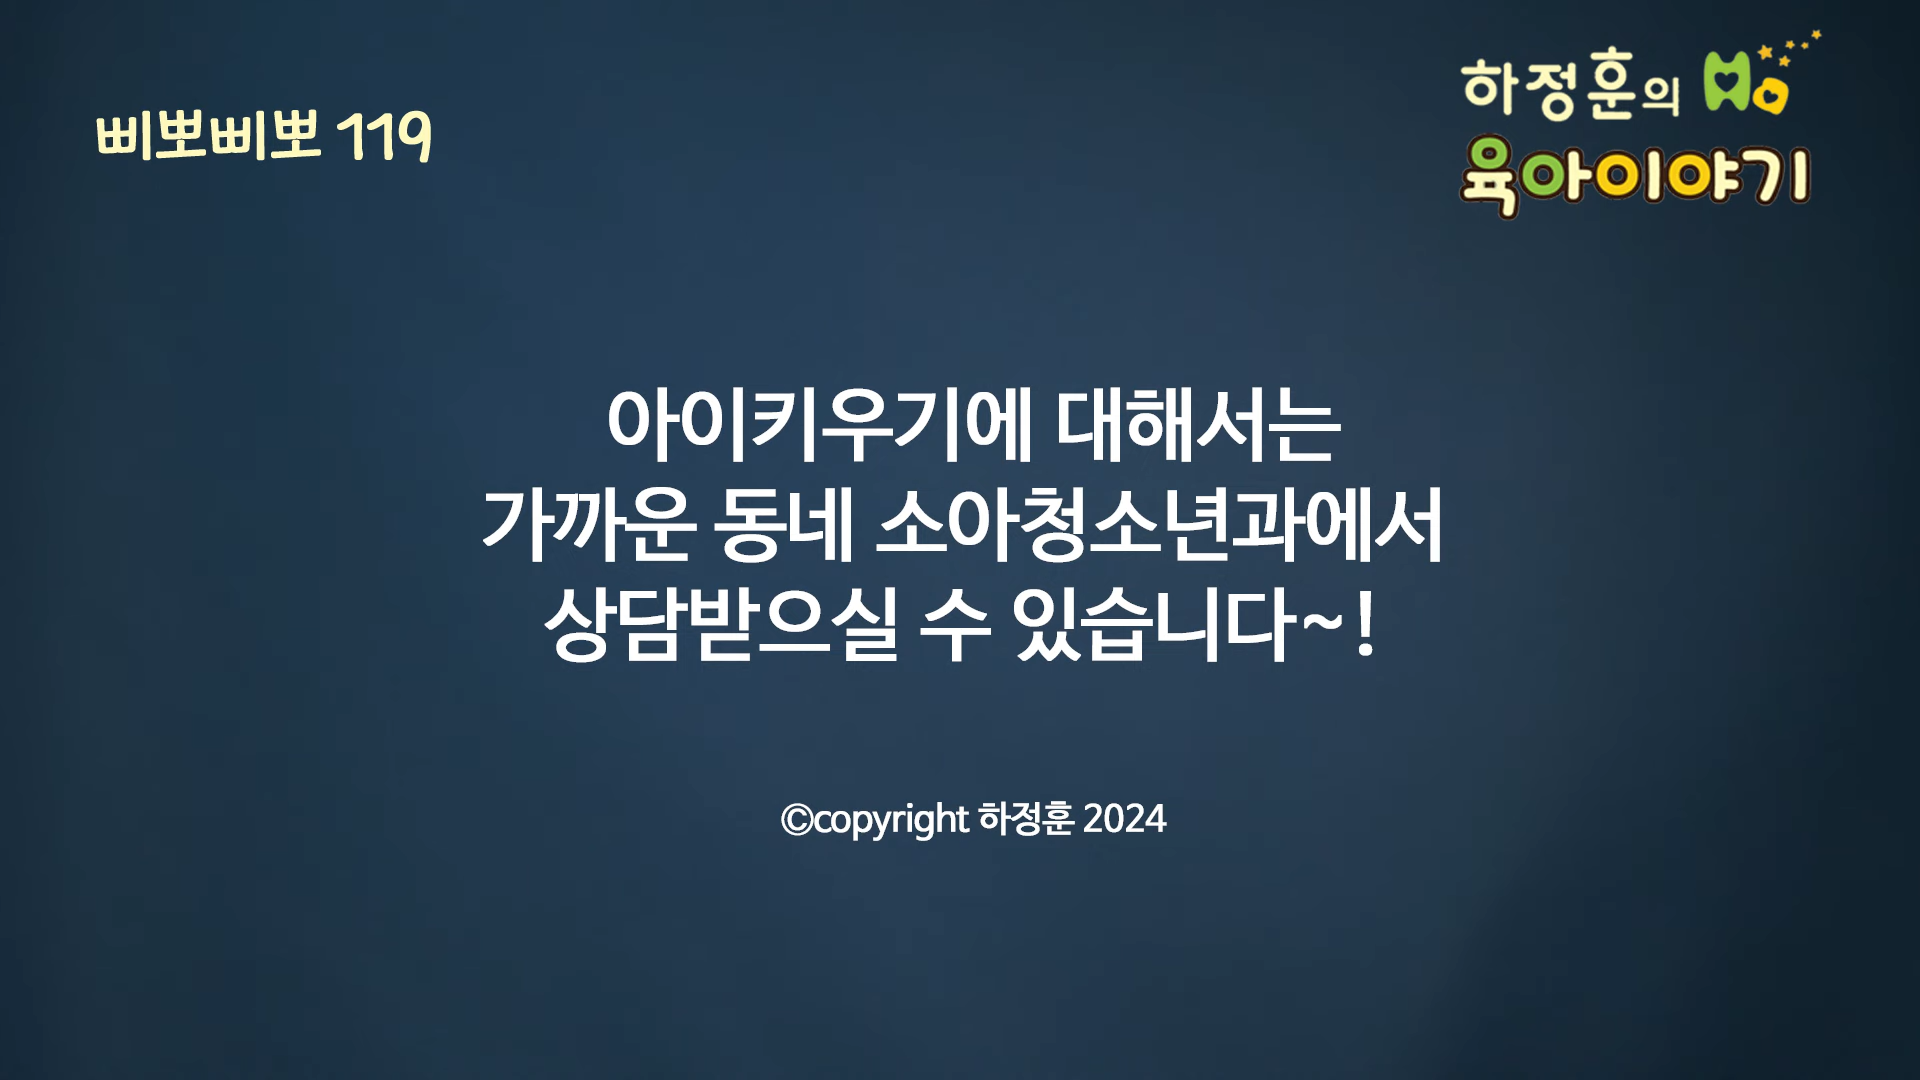 삐뽀삐뽀 119
하정훈의
육아이야기
아이키우기에 대해서는
가까운 동네 소아청소년과에서
상담받으실 수 있습니다~!
©copyright 하정훈 2024